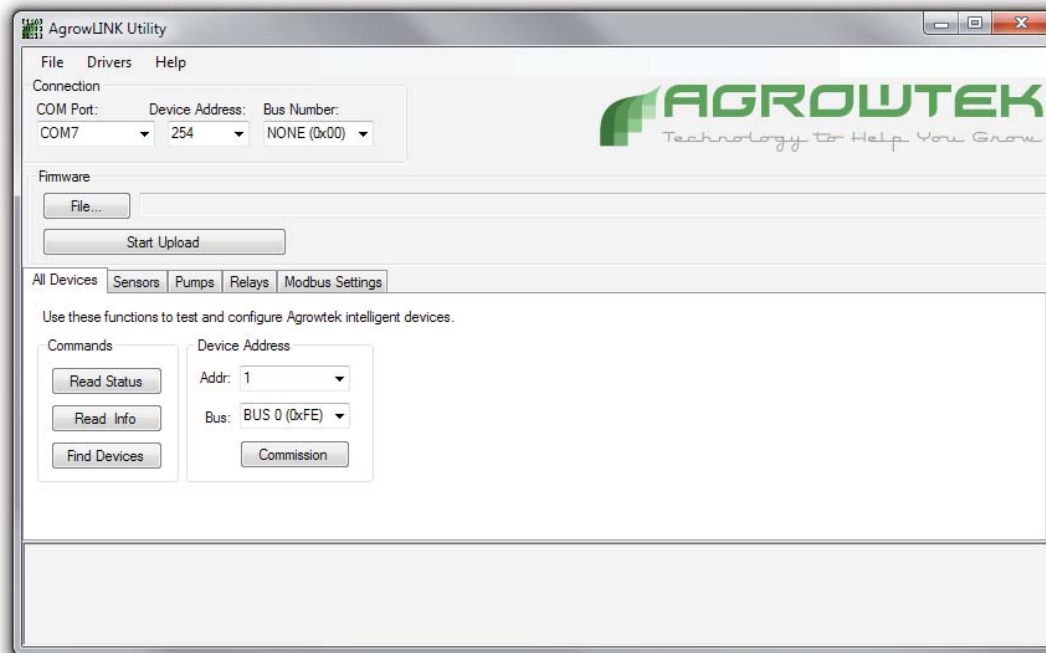 AgrowLINK Utility
File Drivers Help
Connection
COM Port: Device Address: Bus Number:
COM7 254 NONE (0x00)
AGROWTEK
Technology to Help You Grow
Firmware
File...
Start Upload
All Devices Sensors Pumps Relays Modbus Settings
Use these functions to test and configure Agrowtek intelligent devices.
Commands Device Address
Read Status Addr: 1
Read Info Bus: BUS 0 (0xFE)
Find Devices Commission